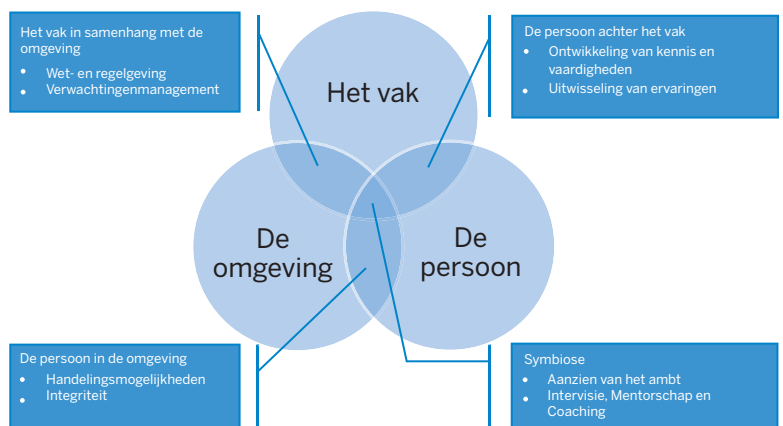 Het vak in samenhang met de
omgeving
• Wet- en regelgeving
• Verwachtingenmanagement
De persoon achter het vak
• Ontwikkeling van kennis en
vaardigheden
• Uitwisseling van ervaringen
Het vak
De
omgeving
De
persoon
De persoon in de omgeving
• Handelingsmogelijkheden
• Integriteit
Symbiose
• Aanzien van het ambt
• Intervisie, Mentorschap en
Coaching